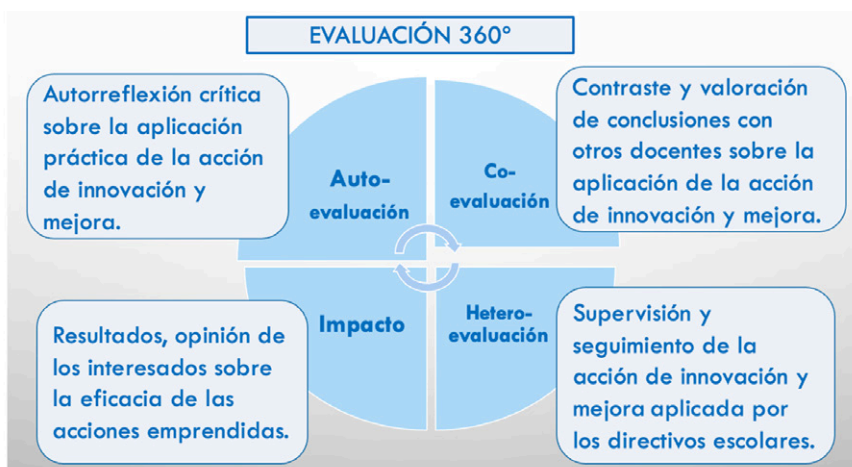 EVALUACIÓN 360°
Autorreflexión crítica
sobre la aplicación
práctica de la acción
de innovación y
mejora.
Auto-
evaluación
Co-
evaluación
Contraste y valoración
de conclusiones con
otros docentes sobre la
aplicación de la acción
de innovación y mejora.
Resultados, opinión de
los interesados sobre
la eficacia de las
acciones emprendidas.
Impacto
Hetero-
evaluación
Supervisión y
seguimiento de la
acción de innovación y
mejora aplicada por
los directivos escolares.